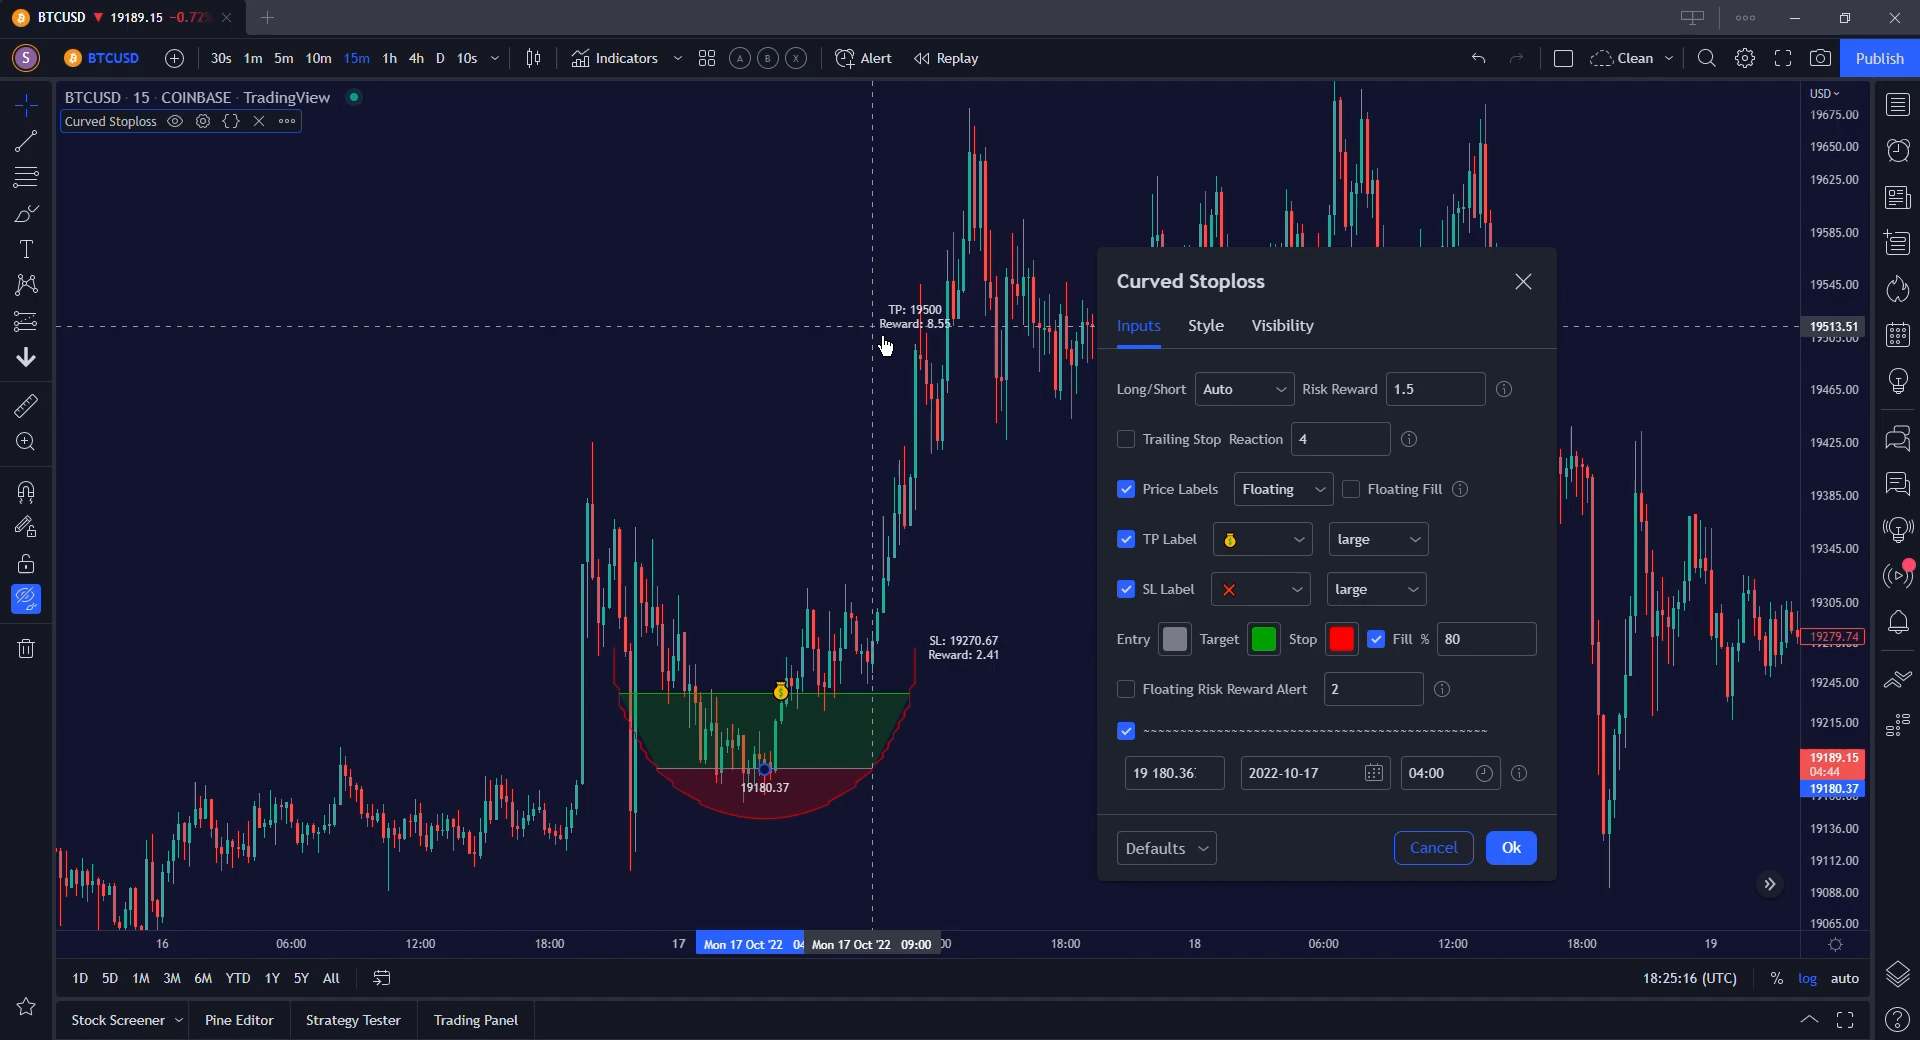 BTCUSD ▼ 19189.15 -0.72%
S BTCUSD 30s 1m 5m 10m 15m 1h 4h D 10s Indicators A B X Alert Replay Clean Publish
BTCUSD · 15 · COINBASE · TradingView
Curved Stoploss
USD
19675.00
19650.00
19625.00
19585.00
19545.00
19513.51
19505.00
19465.00
19425.00
19385.00
19345.00
19305.00
19279.74
19245.00
19215.00
19189.15
04:44
19180.37
19136.00
19112.00
19088.00
19065.00
TP: 19500
Reward: 8.55
SL: 19270.67
Reward: 2.41
19180.37
Curved Stoploss
Inputs Style Visibility
Long/Short Auto Risk Reward 1.5
Trailing Stop Reaction 4
Price Labels Floating Floating Fill
TP Label large
SL Label large
Entry Target Stop Fill % 80
Floating Risk Reward Alert 2
~~~~~~~~~~~~~~~~~~~~~~~~~~~~~~~~~~~~~~~~~~~~~~~
19 180.36 2022-10-17 04:00
Defaults Cancel Ok
16 06:00 12:00 18:00 17 Mon 17 Oct '22 04 Mon 17 Oct '22 09:00 18:00 18 06:00 12:00 18:00 19
1D 5D 1M 3M 6M YTD 1Y 5Y All 18:25:16 (UTC) % log auto
Stock Screener Pine Editor Strategy Tester Trading Panel